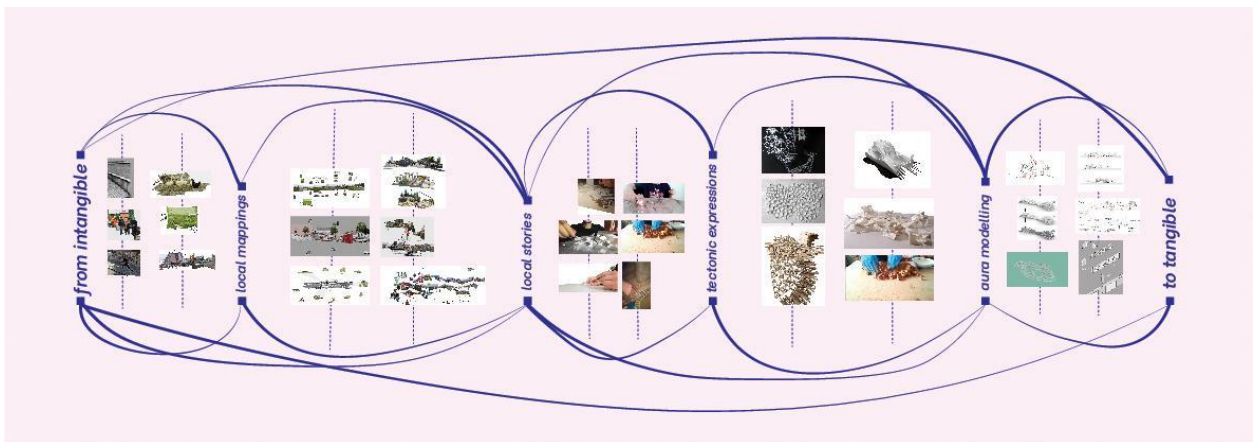 from intangible
local mappings
local stories
tectonic expressions
aura modelling
to tangible